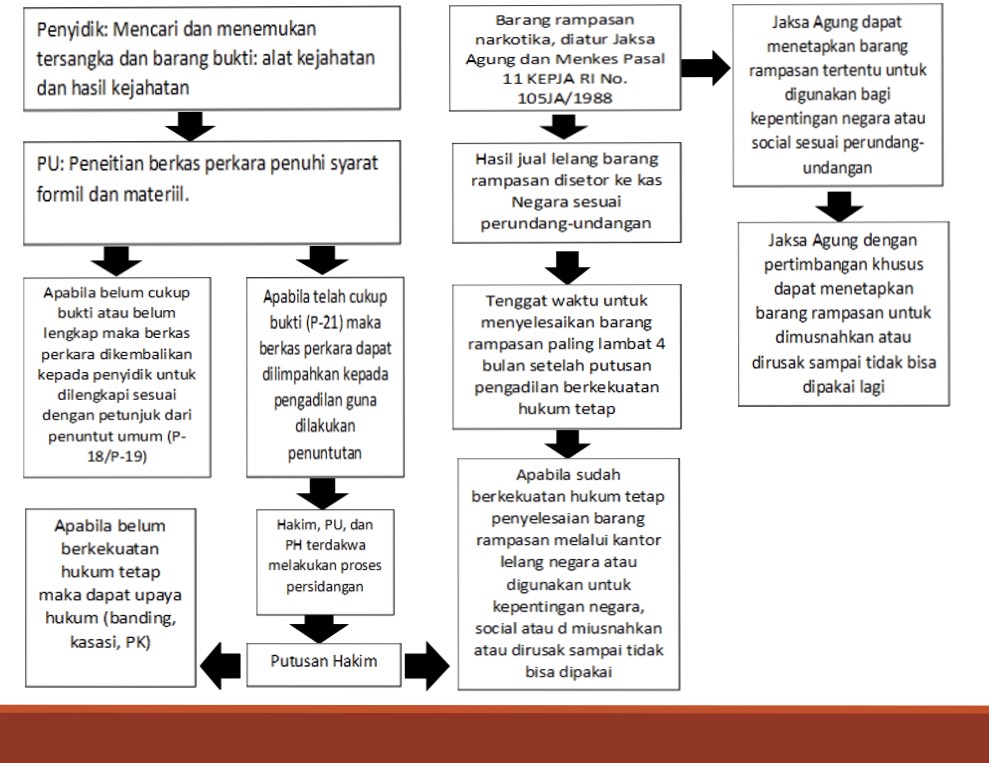 Penyidik: Mencari dan menemukan
tersangka dan barang bukti: alat kejahatan
dan hasil kejahatan
PU: Peneitian berkas perkara penuhi syarat
formil dan materiil.
Apabila belum cukup
bukti atau belum
lengkap maka berkas
perkara dikembalikan
kepada penyidik untuk
dilengkapi sesuai
dengan petunjuk dari
penuntut umum (P-
18/P-19)
Apabila telah cukup
bukti (P-21) maka
berkas perkara dapat
dilimpahkan kepada
pengadilan guna
dilakukan
penuntutan
Hakim, PU, dan
PH terdakwa
melakukan proses
persidangan
Putusan Hakim
Apabila belum
berkekuatan
hukum tetap
maka dapat upaya
hukum (banding,
kasasi, PK)
Barang rampasan
narkotika, diatur Jaksa
Agung dan Menkes Pasal
11 KEPJA RI No.
105JA/1988
Hasil jual lelang barang
rampasan disetor ke kas
Negara sesuai
perundang-undangan
Tenggat waktu untuk
menyelesaikan barang
rampasan paling lambat 4
bulan setelah putusan
pengadilan berkekuatan
hukum tetap
Apabila sudah
berkekuatan hukum tetap
penyelesaian barang
rampasan melalui kantor
lelang negara atau
digunakan untuk
kepentingan negara,
social atau d miusnahkan
atau dirusak sampai tidak
bisa dipakai
Jaksa Agung dapat
menetapkan barang
rampasan tertentu untuk
digunakan bagi
kepentingan negara atau
social sesuai perundang-
undangan
Jaksa Agung dengan
pertimbangan khusus
dapat menetapkan
barang rampasan untuk
dimusnahkan atau
dirusak sampai tidak bisa
dipakai lagi